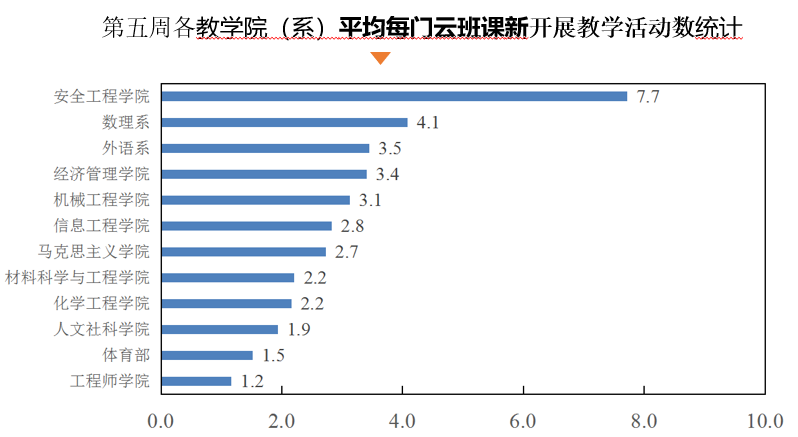 第五周各教学院（系）平均每门云班课新开展教学活动数统计
安全工程学院 7.7
数理系 4.1
外语系 3.5
经济管理学院 3.4
机械工程学院 3.1
信息工程学院 2.8
马克思主义学院 2.7
材料科学与工程学院 2.2
化学工程学院 2.2
人文社科学院 1.9
体育部 1.5
工程师学院 1.2
0.0 2.0 4.0 6.0 8.0 10.0